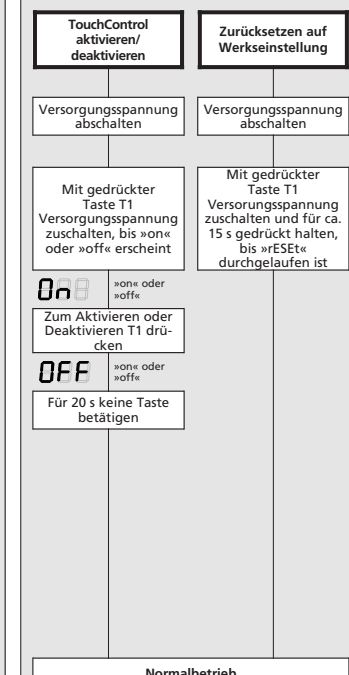 TouchControl
aktivieren/
deaktivieren
Versorgungsspannung
abschalten
Mit gedrückter
Taste T1
Versorgungsspannung
zuschalten, bis »on«
oder »off« erscheint
On
»on« oder
»off«
Zum Aktivieren oder
Deaktivieren T1 drü-
cken
OFF
»on« oder
»off«
Für 20 s keine Taste
betätigen
Zurücksetzen auf
Werkseinstellung
Versorgungsspannung
abschalten
Mit gedrückter
Taste T1
Versorunsspannung
zuschalten und für ca.
15 s gedrückt halten,
bis »rESEt«
durchgelaufen ist
Normalbetrieb